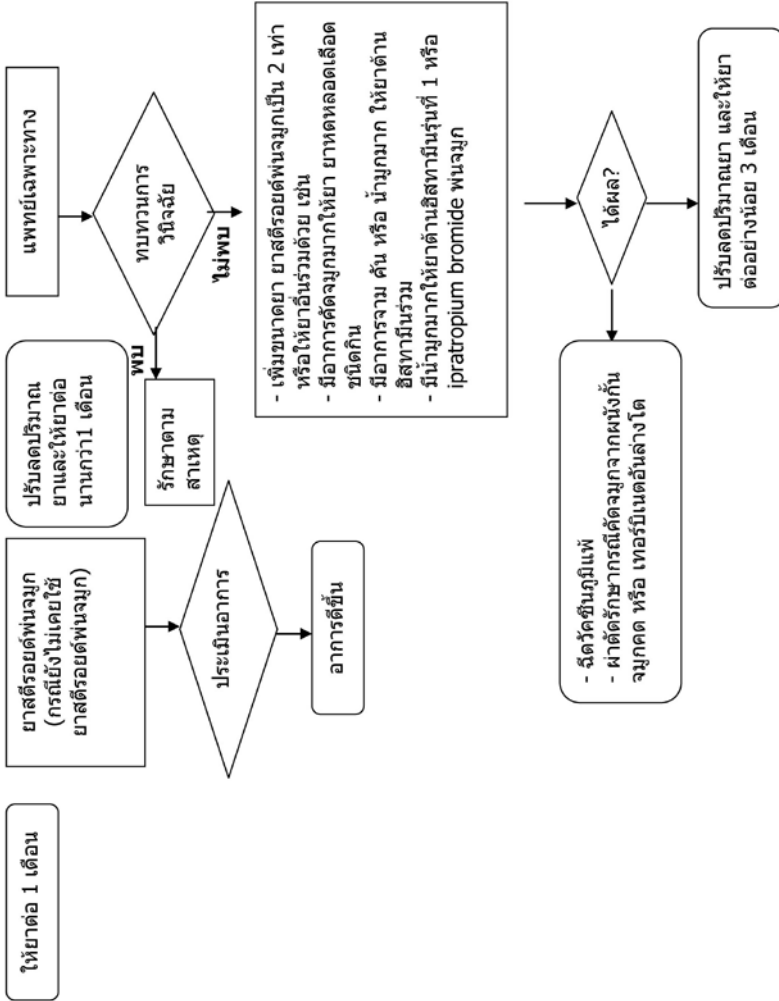 ให้ยาต่อ 1 เดือน
ยาสตีรอยด์พ่นจมูก
(กรณียังไม่เคยใช้
ยาสตีรอยด์พ่นจมูก)
ปรับลดปริมาณ
ยาและให้ยาต่อ
นานกว่า1 เดือน
แพทย์เฉพาะทาง
ทบทวนการ
วินิจฉัย
พบ
ไม่พบ
รักษาตาม
สาเหตุ
ประเมินอาการ
อาการดีขึ้น
- เพิ่มขนาดยา ยาสตีรอยด์พ่นจมูกเป็น 2 เท่า
หรือให้ยาอื่นร่วมด้วย เช่น
- มีอาการคัดจมูกมากให้ยา ยาหดหลอดเลือด
ชนิดกิน
- มีอาการจาม คัน หรือ น้ำมูกมาก ให้ยาต้าน
ฮิสทามีนร่วม
- มีน้ำมูกมากให้ยาต้านฮิสทามีนรุ่นที่ 1 หรือ
ipratropium bromide พ่นจมูก
ได้ผล?
- ฉีดวัคซีนภูมิแพ้
- ผ่าตัดรักษากรณีคัดจมูกจากผนังกั้น
จมูกคด หรือ เทอร์บิเนตอันล่างโต
ปรับลดปริมาณยา และให้ยา
ต่ออย่างน้อย 3 เดือน